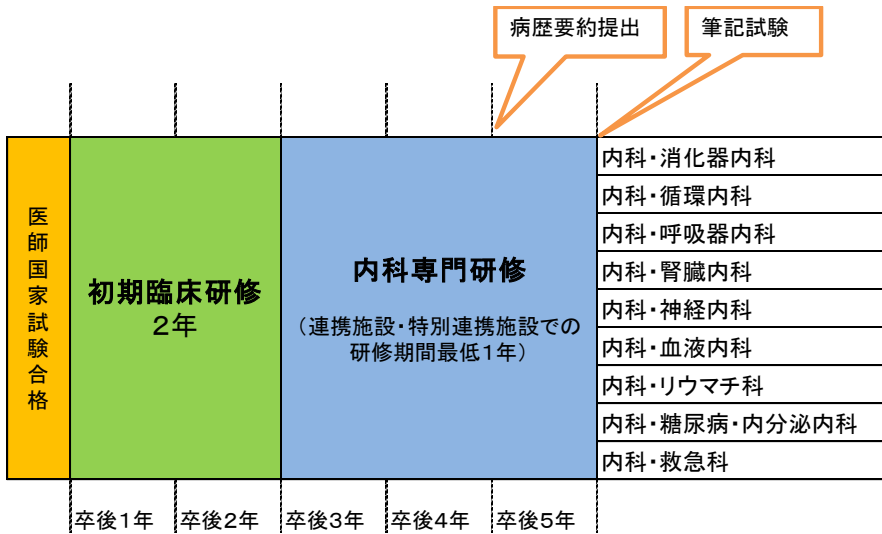 病歴要約提出
筆記試験
医師国家試験合格
初期臨床研修
2年
内科専門研修
（連携施設・特別連携施設での
研修期間最低1年）
内科・消化器内科
内科・循環内科
内科・呼吸器内科
内科・腎臓内科
内科・神経内科
内科・血液内科
内科・リウマチ科
内科・糖尿病・内分泌内科
内科・救急科
卒後1年
卒後2年
卒後3年
卒後4年
卒後5年